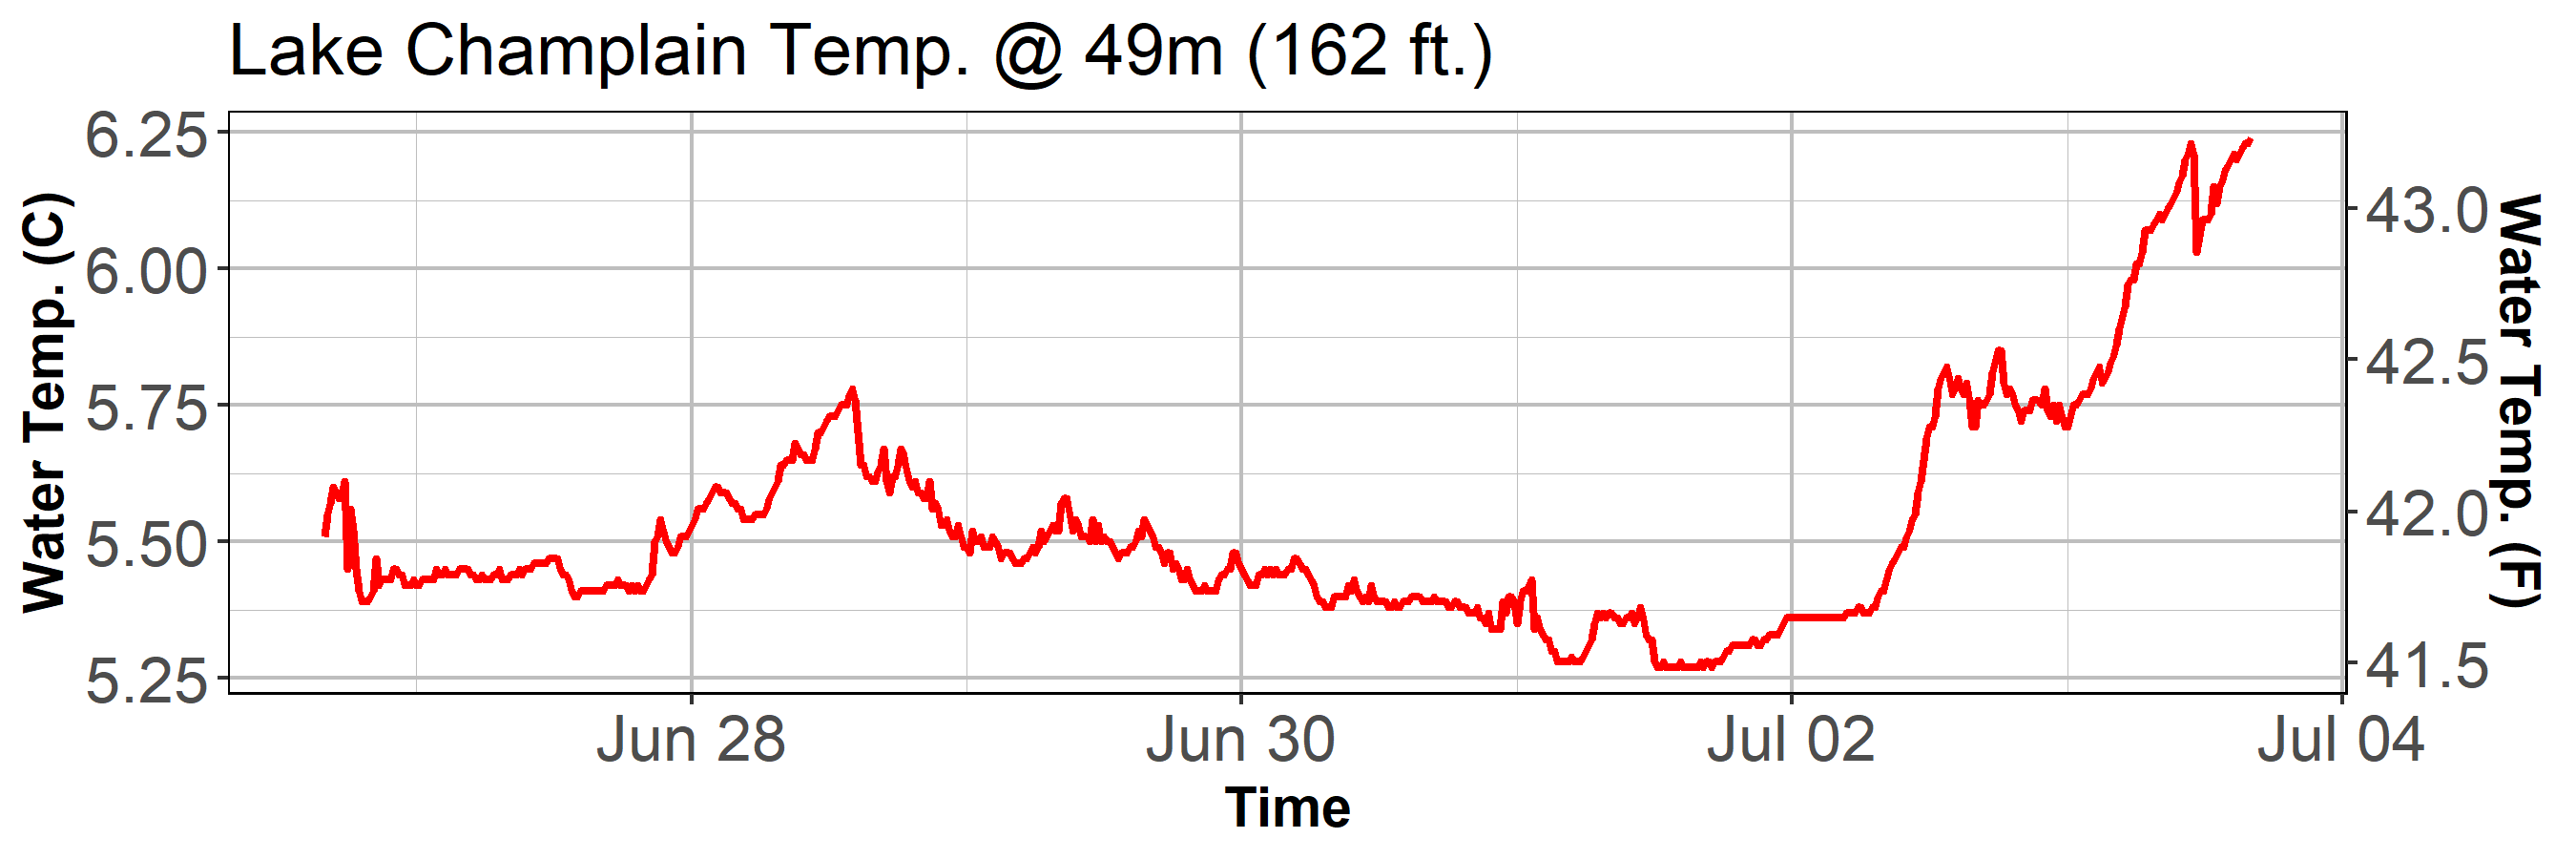 Lake Champlain Temp. @ 49m (162 ft.)
Water Temp. (C)
6.25
6.00
5.75
5.50
5.25
43.0
42.5
42.0
41.5
Water Temp. (F)
Jun 28
Jun 30
Jul 02
Jul 04
Time